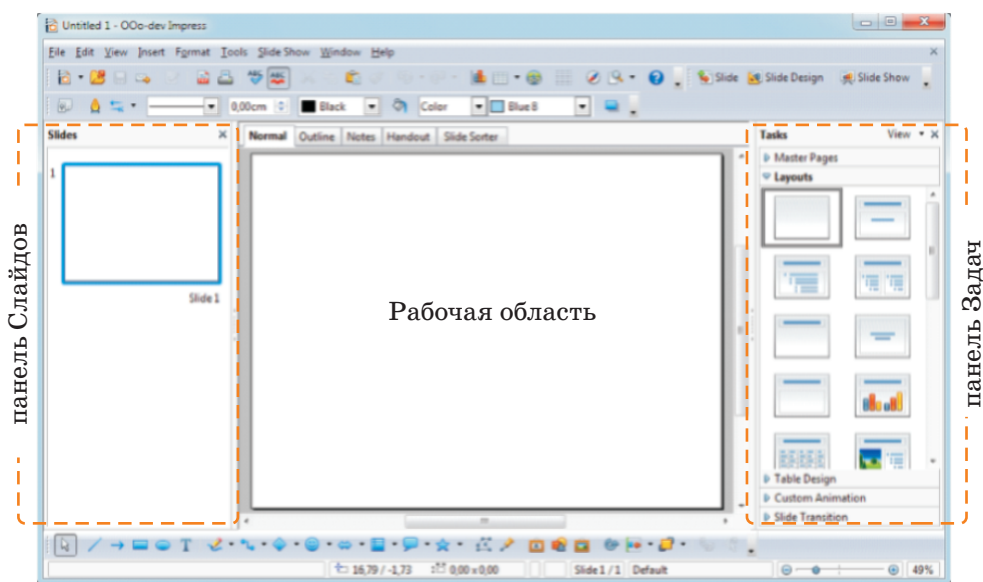 Untitled 1 - OOo-dev Impress
File Edit View Insert Format Tools Slide Show Window Help
Slide Slide Design Slide Show
0,00cm Black Color Blue 8
Slides
Normal Outline Notes Handout Slide Sorter
Tasks View
Master Pages
Layouts
1
Slide 1
панель Слайдов
Рабочая область
панель Задач
Table Design
Custom Animation
Slide Transition
16,79 / -1,73 0,00 x 0,00 Slide 1 / 1 Default 49%